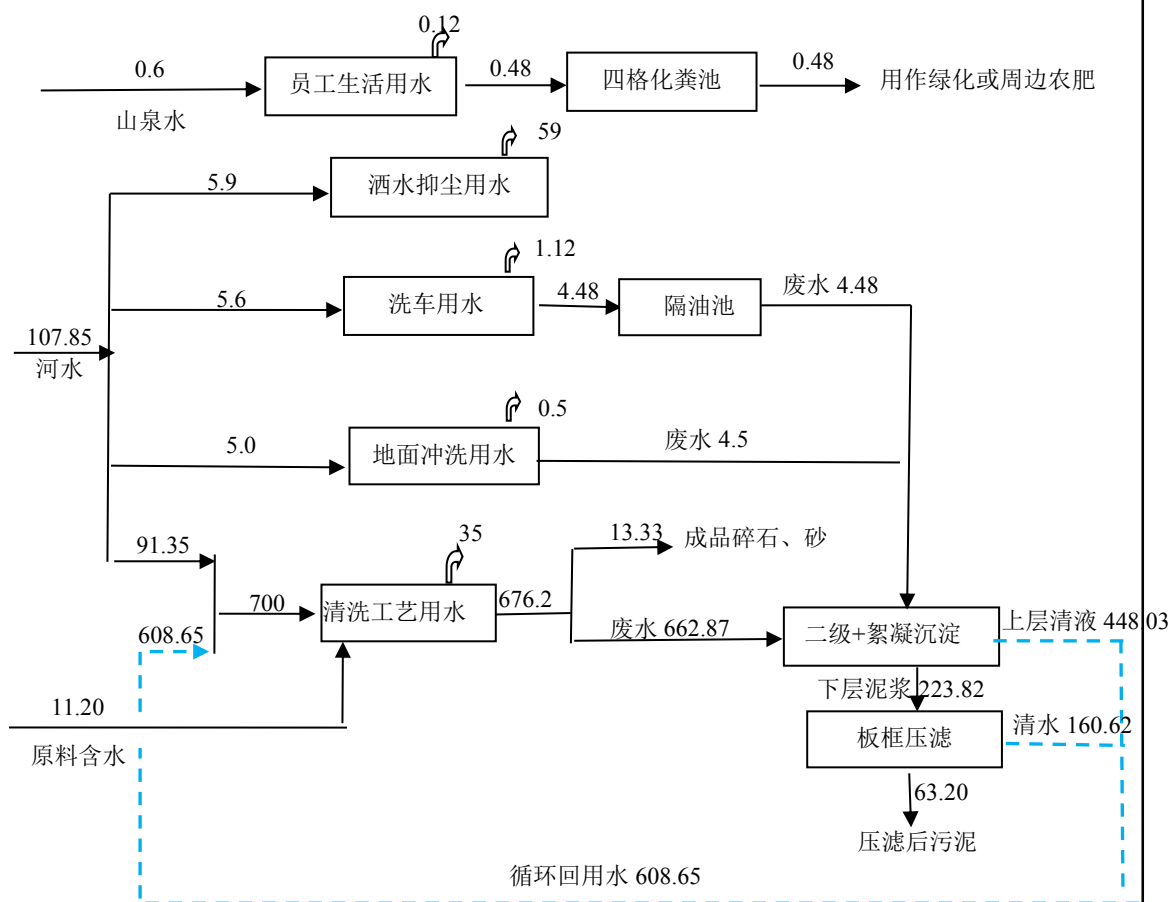 0.12
0.6
员工生活用水
0.48
四格化粪池
0.48
用作绿化或周边农肥
山泉水
59
5.9
洒水抑尘用水
1.12
5.6
洗车用水
4.48
隔油池
废水 4.48
107.85
河水
0.5
5.0
地面冲洗用水
废水 4.5
91.35
35
13.33
成品碎石、砂
700
清洗工艺用水
676.2
废水 662.87
二级+絮凝沉淀
上层清液 448.03
608.65
下层泥浆 223.82
11.20
原料含水
板框压滤
清水 160.62
63.20
压滤后污泥
循环回用水 608.65